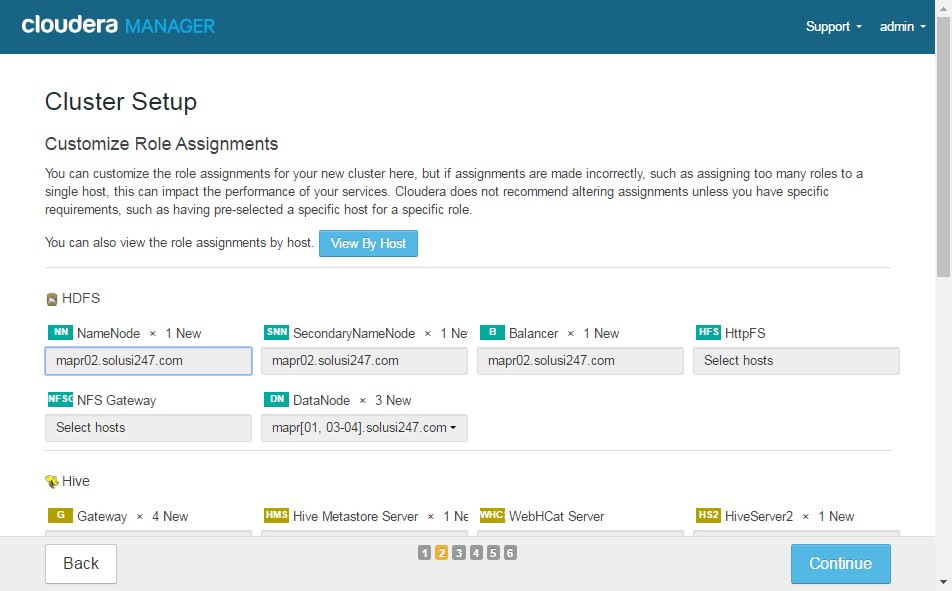 cloudera MANAGER
Support admin
Cluster Setup
Customize Role Assignments
You can customize the role assignments for your new cluster here, but if assignments are made incorrectly, such as assigning too many roles to a
single host, this can impact the performance of your services. Cloudera does not recommend altering assignments unless you have specific
requirements, such as having pre-selected a specific host for a specific role.
You can also view the role assignments by host. View By Host
HDFS
NN NameNode × 1 New SNN SecondaryNameNode × 1 Ne B Balancer × 1 New HFS HttpFS
mapr02.solusi247.com mapr02.solusi247.com mapr02.solusi247.com Select hosts
NFSG NFS Gateway DN DataNode × 3 New
Select hosts mapr[01, 03-04].solusi247.com
Hive
G Gateway × 4 New HMS Hive Metastore Server × 1 Ne WHC WebHCat Server HS2 HiveServer2 × 1 New
Back 1 2 3 4 5 6 Continue